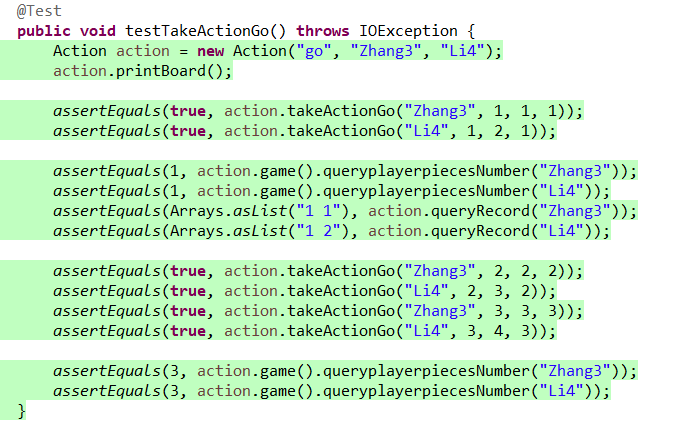 @Test
public void testTakeActionGo() throws IOException {
Action action = new Action("go", "Zhang3", "Li4");
action.printBoard();
assertEquals(true, action.takeActionGo("Zhang3", 1, 1, 1));
assertEquals(true, action.takeActionGo("Li4", 1, 2, 1));
assertEquals(1, action.game().queryplayerpiecesNumber("Zhang3"));
assertEquals(1, action.game().queryplayerpiecesNumber("Li4"));
assertEquals(Arrays.asList("1 1"), action.queryRecord("Zhang3"));
assertEquals(Arrays.asList("1 2"), action.queryRecord("Li4"));
assertEquals(true, action.takeActionGo("Zhang3", 2, 2, 2));
assertEquals(true, action.takeActionGo("Li4", 2, 3, 2));
assertEquals(true, action.takeActionGo("Zhang3", 3, 3, 3));
assertEquals(true, action.takeActionGo("Li4", 3, 4, 3));
assertEquals(3, action.game().queryplayerpiecesNumber("Zhang3"));
assertEquals(3, action.game().queryplayerpiecesNumber("Li4"));
}